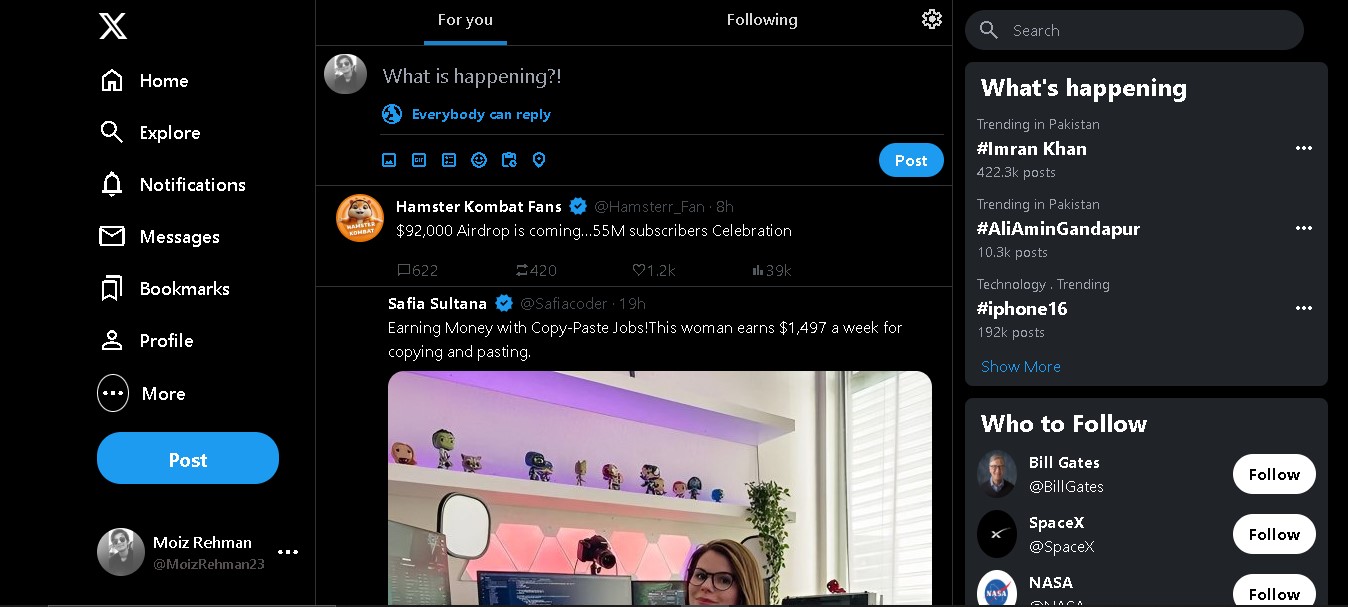 Home
Explore
Notifications
Messages
Bookmarks
Profile
More
Post
Moiz Rehman
@MoizRehman23
For you
Following
What is happening?!
Everybody can reply
GIF
Post
HAMSTER
KOMBAT
Hamster Kombat Fans @Hamsterr_Fan · 8h
$92,000 Airdrop is coming...55M subscribers Celebration
622 420 1.2k 39k
Safia Sultana @Safiacoder · 19h
Earning Money with Copy-Paste Jobs!This woman earns $1,497 a week for
copying and pasting.
Search
What's happening
Trending in Pakistan
#Imran Khan
422.3k posts
Trending in Pakistan
#AliAminGandapur
10.3k posts
Technology . Trending
#iphone16
192k posts
Show More
Who to Follow
Bill Gates
@BillGates
Follow
SpaceX
@SpaceX
Follow
NASA
NASA
@NASA
Follow